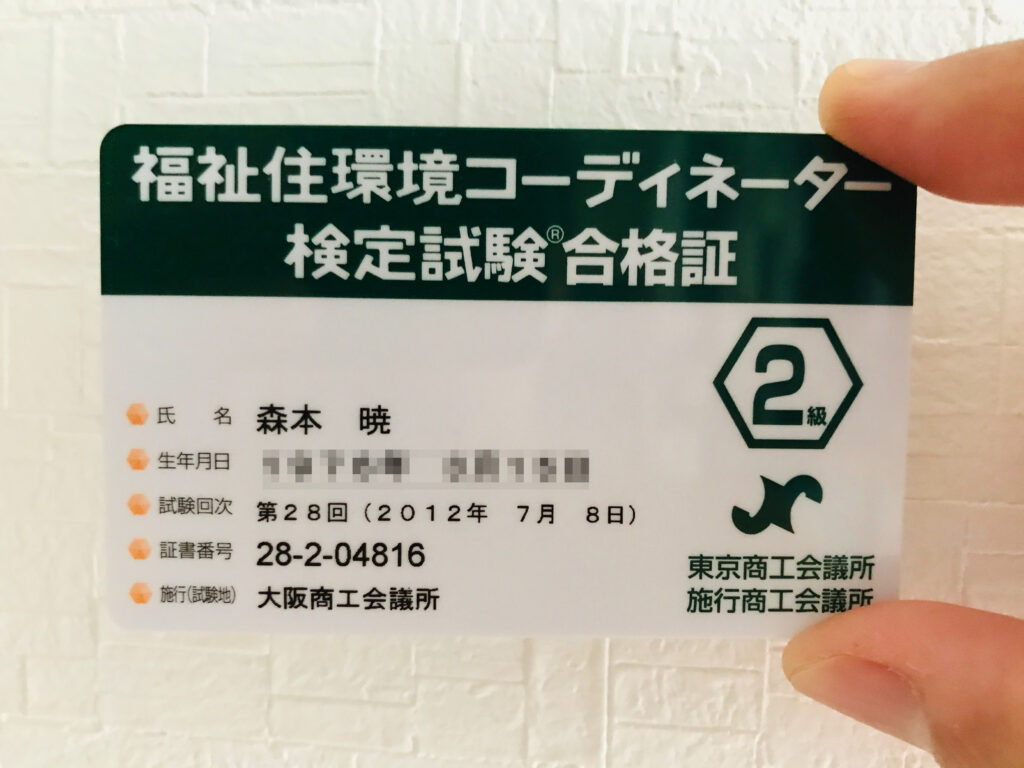 福祉住環境コーディネーター
検定試験®合格証
2級
氏 名 森本 暁
生年月日
試験回次 第28回（2012年 7月 8日）
証書番号 28-2-04816
施行(試験地) 大阪商工会議所
東京商工会議所
施行商工会議所